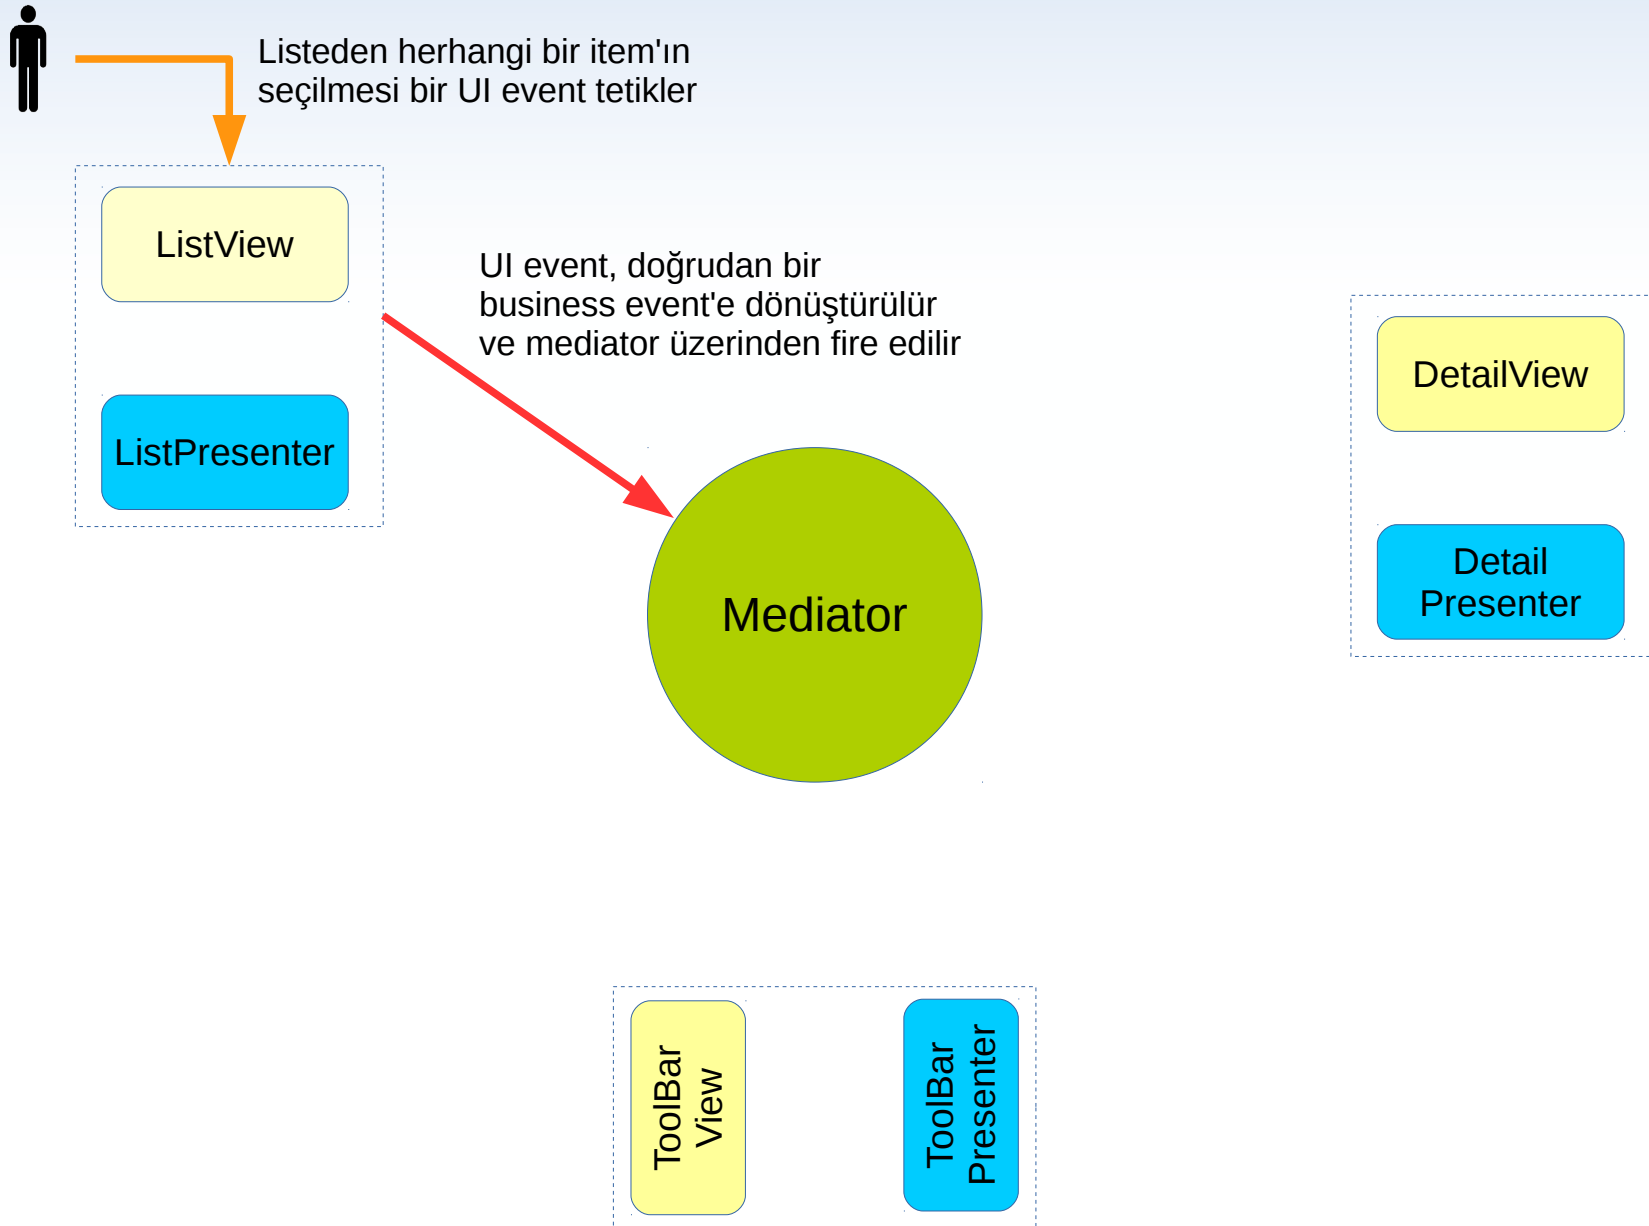 Listeden herhangi bir item'ın
seçilmesi bir UI event tetikler
ListView
UI event, doğrudan bir
business event'e dönüştürülür
ve mediator üzerinden fire edilir
DetailView
ListPresenter
Detail
Presenter
Mediator
ToolBar
View
ToolBar
Presenter